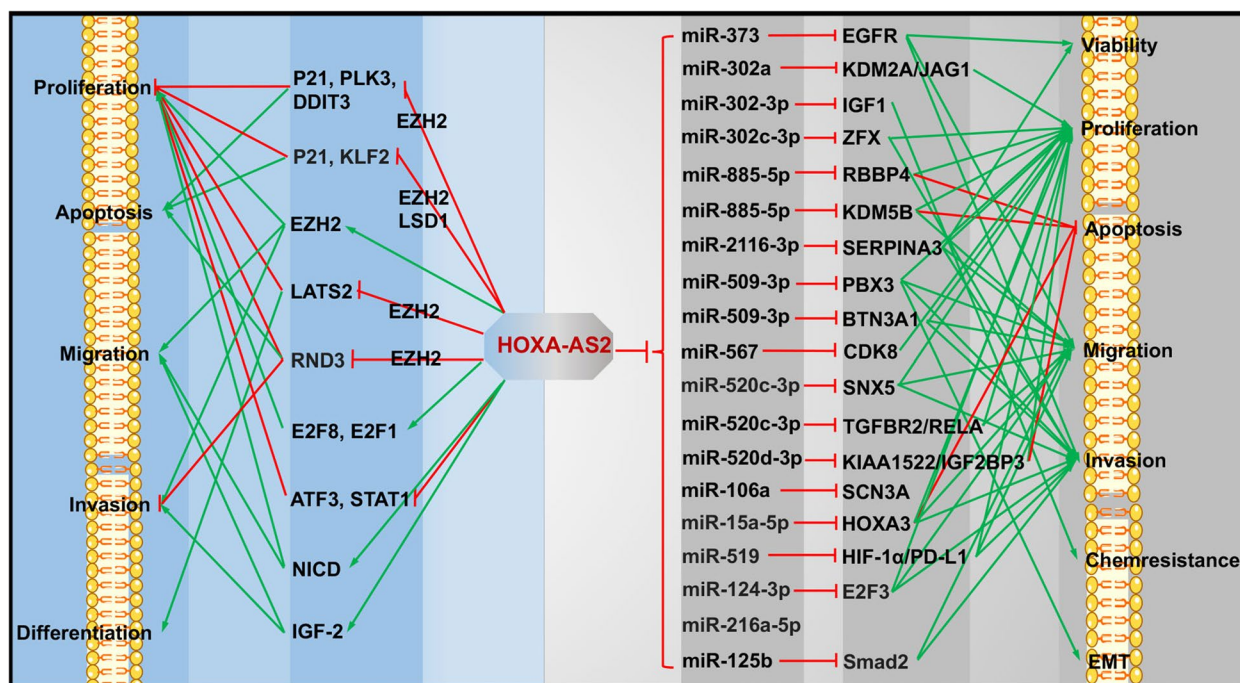 Proliferation
Apoptosis
Migration
Invasion
Differentiation
P21, PLK3,
DDIT3
P21, KLF2
EZH2
LATS2
RND3
E2F8, E2F1
ATF3, STAT1
NICD
IGF-2
EZH2
EZH2
LSD1
EZH2
EZH2
HOXA-AS2
miR-373 EGFR
miR-302a KDM2A/JAG1
miR-302-3p IGF1
miR-302c-3p ZFX
miR-885-5p RBBP4
miR-885-5p KDM5B
miR-2116-3p SERPINA3
miR-509-3p PBX3
miR-509-3p BTN3A1
miR-567 CDK8
miR-520c-3p SNX5
miR-520c-3p TGFBR2/RELA
miR-520d-3p KIAA1522/IGF2BP3
miR-106a SCN3A
miR-15a-5p HOXA3
miR-519 HIF-1α/PD-L1
miR-124-3p E2F3
miR-216a-5p
miR-125b Smad2
Viability
Proliferation
Apoptosis
Migration
Invasion
Chemresistance
EMT